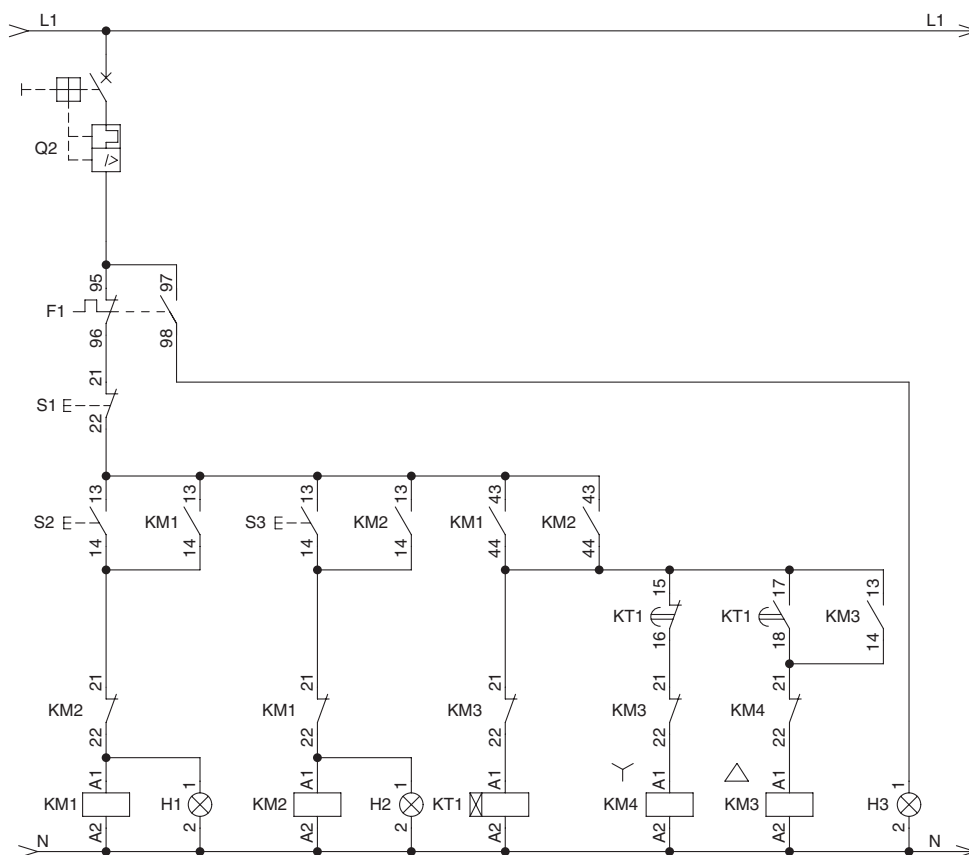 L1 L1
Q2
I>
95 97
F1
96 98
21
S1
22
13 13 13 13 43 43
S2 KM1 S3 KM2 KM1 KM2
14 14 14 14 44 44
15 17 13
KT1 KT1 KM3
16 18 14
21 21 21 21 21
KM2 KM1 KM3 KM3 KM4
22 22 22 22 22
A1 1 A1 1 A1 A1 A1 1
KM1 H1 KM2 H2 KT1 KM4 KM3 H3
A2 2 A2 2 A2 A2 A2 2
N N